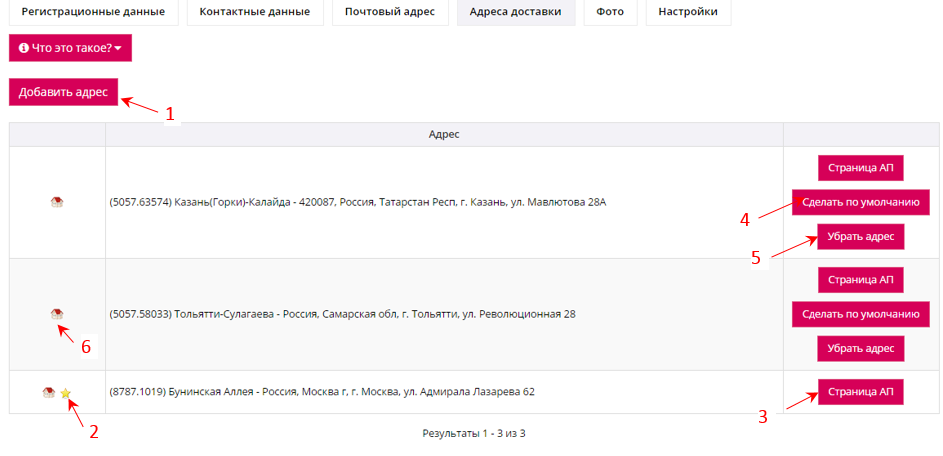 Регистрационные данные Контактные данные Почтовый адрес Адреса доставки Фото Настройки
Что это такое?
Добавить адрес
1
Адрес
Страница АП
(5057.63574) Казань(Горки)-Калайда - 420087, Россия, Татарстан Респ, г. Казань, ул. Мавлютова 28А
Сделать по умолчанию
4
Убрать адрес
5
Страница АП
(5057.58033) Тольятти-Сулагаева - Россия, Самарская обл, г. Тольятти, ул. Революционная 28
Сделать по умолчанию
6
Убрать адрес
(8787.1019) Бунинская Аллея - Россия, Москва г, г. Москва, ул. Адмирала Лазарева 62
Страница АП
3
2
Результаты 1 - 3 из 3